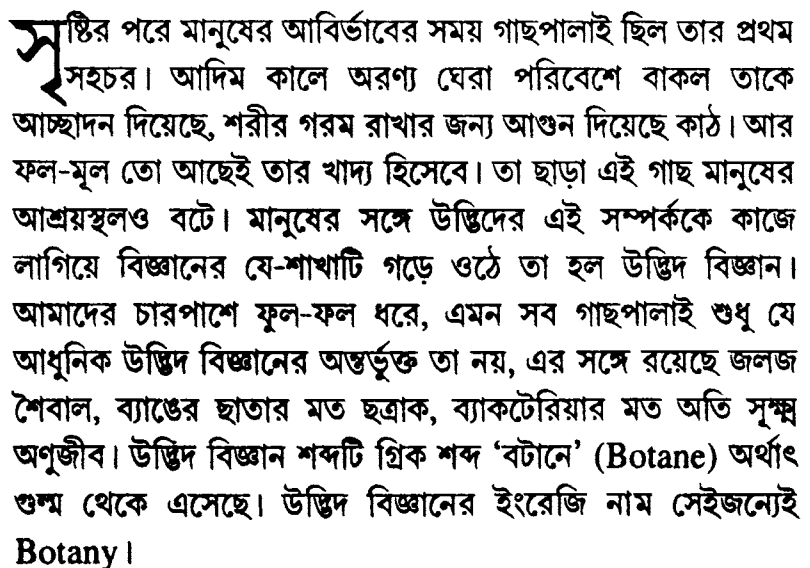 সৃষ্টির পরে মানুষের আবির্ভাবের সময় গাছপালাই ছিল তার প্রথম
সহচর। আদিম কালে অরণ্য ঘেরা পরিবেশে বাকল তাকে
আচ্ছাদন দিয়েছে, শরীর গরম রাখার জন্য আগুন দিয়েছে কাঠ। আর
ফল-মূল তো আছেই তার খাদ্য হিসেবে। তা ছাড়া এই গাছ মানুষের
আশ্রয়স্থলও বটে। মানুষের সঙ্গে উদ্ভিদের এই সম্পর্ককে কাজে
লাগিয়ে বিজ্ঞানের যে-শাখাটি গড়ে ওঠে তা হল উদ্ভিদ বিজ্ঞান।
আমাদের চারপাশে ফুল-ফল ধরে, এমন সব গাছপালাই শুধু যে
আধুনিক উদ্ভিদ বিজ্ঞানের অন্তর্ভুক্ত তা নয়, এর সঙ্গে রয়েছে জলজ
শৈবাল, ব্যাঙের ছাতার মত ছত্রাক, ব্যাকটেরিয়ার মত অতি সূক্ষ্ম
অণুজীব। উদ্ভিদ বিজ্ঞান শব্দটি গ্রিক শব্দ ‘বটানে’ (Botane) অর্থাৎ
গুল্ম থেকে এসেছে। উদ্ভিদ বিজ্ঞানের ইংরেজি নাম সেইজন্যেই
Botany।